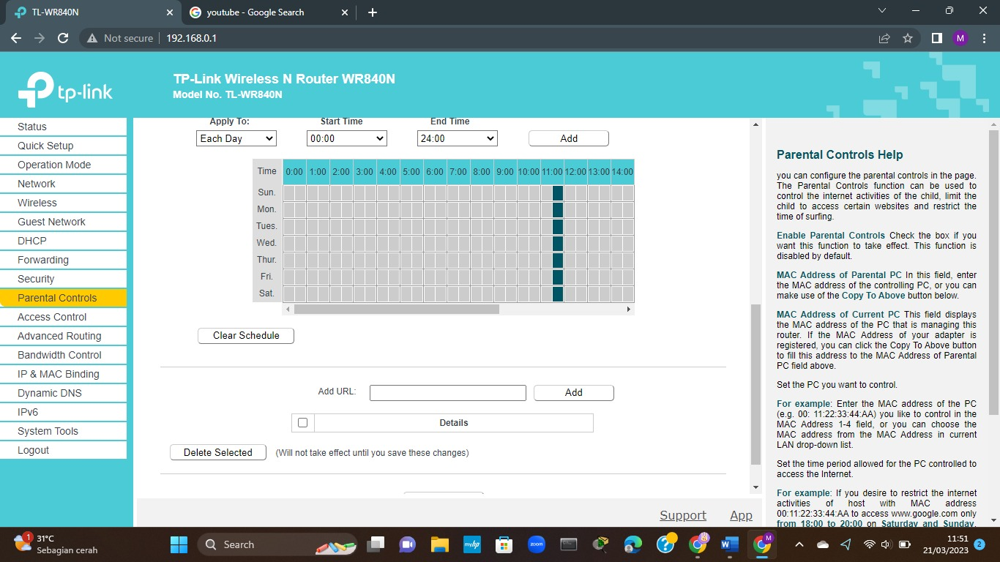 TL-WR840N
youtube - Google Search
Not secure
192.168.0.1
M
tp-link
TP-Link Wireless N Router WR840N
Model No. TL-WR840N
Status
Quick Setup
Operation Mode
Network
Wireless
Guest Network
DHCP
Forwarding
Security
Parental Controls
Access Control
Advanced Routing
Bandwidth Control
IP & MAC Binding
Dynamic DNS
IPv6
System Tools
Logout
Apply To: Start Time End Time
Each Day 00:00 24:00 Add
Time 0:00 1:00 2:00 3:00 4:00 5:00 6:00 7:00 8:00 9:00 10:00 11:00 12:00 13:00 14:00
Sun.
Mon.
Tues.
Wed.
Thur.
Fri.
Sat.
Clear Schedule
Add URL: Add
Details
Delete Selected (Will not take effect until you save these changes)
Support App
Parental Controls Help
you can configure the parental controls in the page.
The Parental Controls function can be used to
control the internet activities of the child, limit the
child to access certain websites and restrict the
time of surfing.
Enable Parental Controls Check the box if you
want this function to take effect. This function is
disabled by default.
MAC Address of Parental PC In this field, enter
the MAC address of the controlling PC, or you can
make use of the Copy To Above button below.
MAC Address of Current PC This field displays
the MAC address of the PC that is managing this
router. If the MAC Address of your adapter is
registered, you can click the Copy To Above button
to fill this address to the MAC Address of Parental
PC field above.
Set the PC you want to control.
For example: Enter the MAC address of the PC
(e.g. 00: 11:22:33:44:AA) you like to control in the
MAC Address 1-4 field, or you can choose the
MAC address from the MAC Address in current
LAN drop-down list.
Set the time period allowed for the PC controlled to
access the Internet.
For example: If you desire to restrict the internet
activities of host with MAC address
00:11:22:33:44:AA to access www.google.com only
from 18:00 to 20:00 on Saturday and Sunday,
1
31°C
Sebagian cerah
Search
myhp
zoom
W
M
11:51
21/03/2023
2